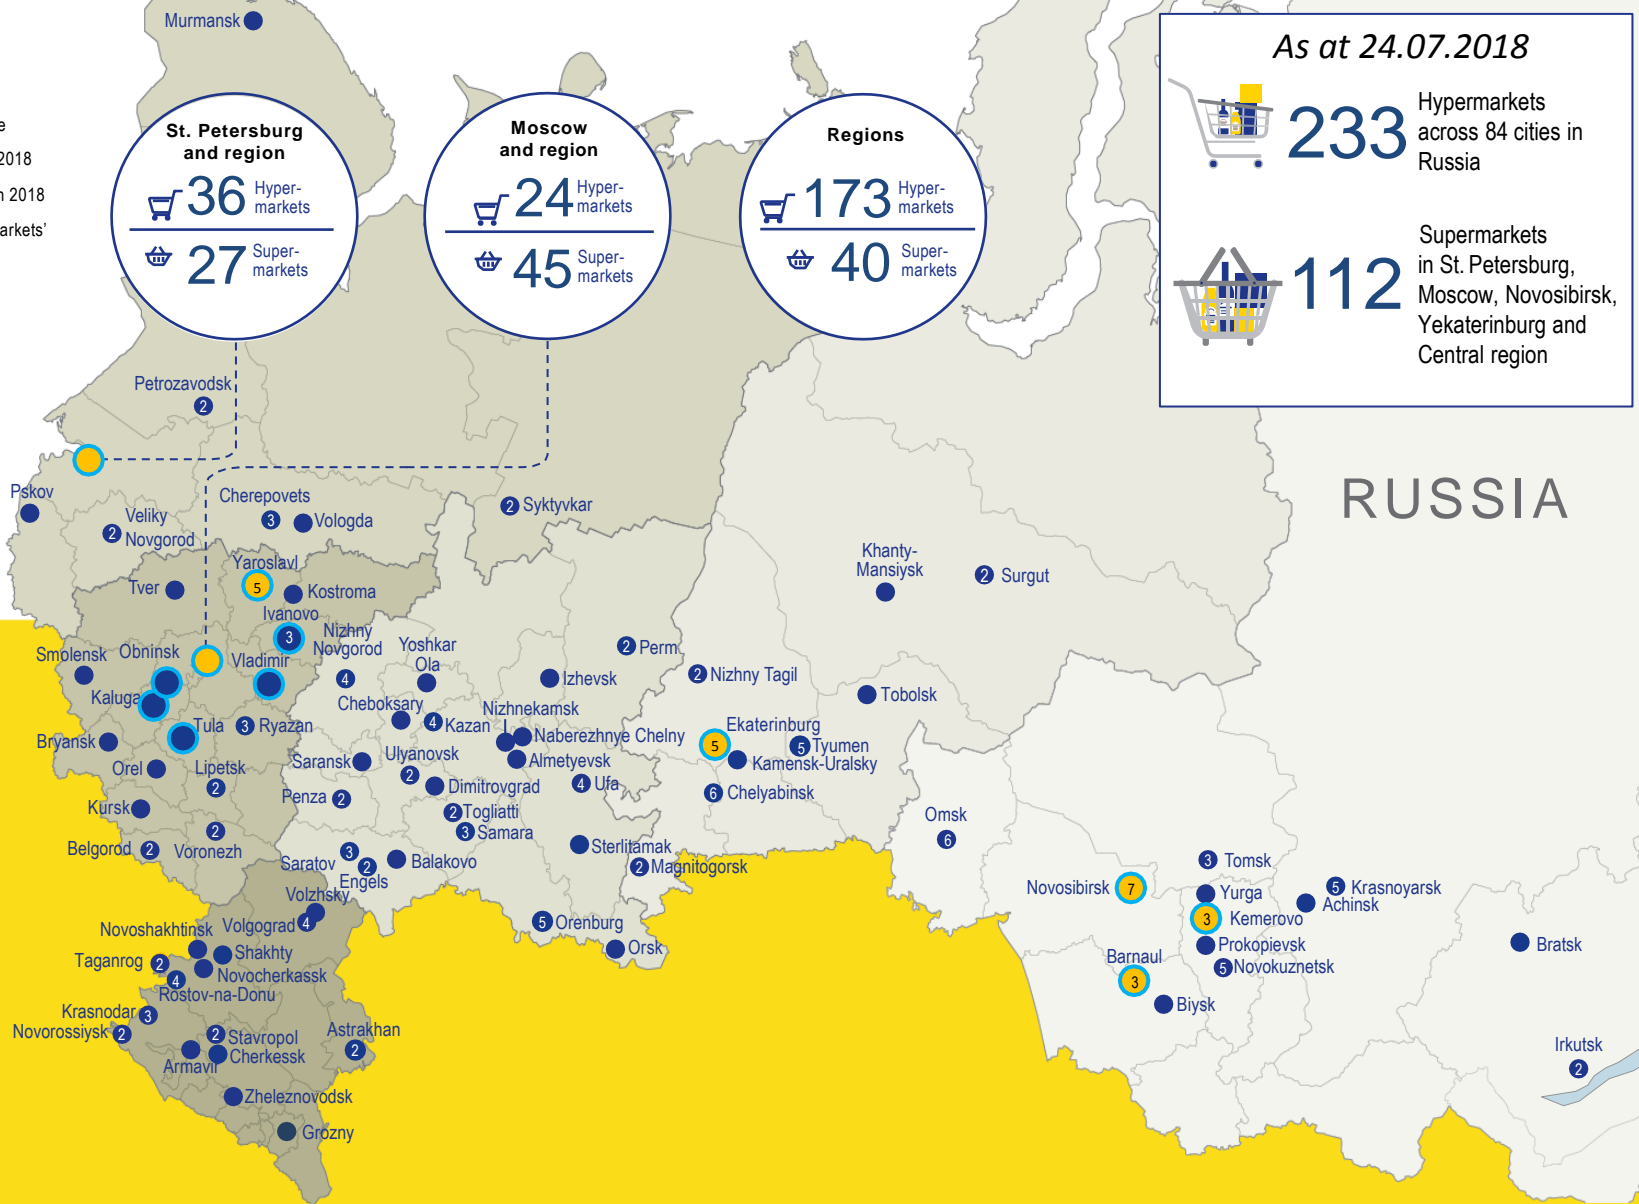 Murmansk
e
2018
n 2018
arkets'
St. Petersburg
and region
36 Hyper-
markets
27 Super-
markets
Moscow
and region
24 Hyper-
markets
45 Super-
markets
Regions
173 Hyper-
markets
40 Super-
markets
As at 24.07.2018
233
Hypermarkets
across 84 cities in
Russia
112
Supermarkets
in St. Petersburg,
Moscow, Novosibirsk,
Yekaterinburg and
Central region
RUSSIA
Petrozavodsk
2
Pskov
Veliky
2 Novgorod
Cherepovets
3
Vologda
2 Syktyvkar
Yaroslavl
5
Tver
Kostroma
Ivanovo
3
Nizhny
Novgorod
4
Smolensk
Obninsk
Vladimir
Kaluga
Tula
3 Ryazan
Bryansk
Orel
Lipetsk
2
Kursk
2
Voronezh
Belgorod 2
Yoshkar
Ola
Cheboksary
4 Kazan
Izhevsk
2 Perm
Nizhnekamsk
Naberezhnye Chelny
Almetyevsk
Saransk
Ulyanovsk
2
Dimitrovgrad
Penza 2
2 Togliatti
3 Samara
4 Ufa
Sterlitamak
2 Magnitogorsk
Saratov 3
2
Engels
Balakovo
5 Orenburg
Orsk
Volzhsky
Volgograd 4
Novoshakhtinsk
Shakhty
Taganrog 2
Novocherkassk
4
Rostov-na-Donu
Krasnodar 3
Novorossiysk 2
2 Stavropol
Cherkessk
Armavir
Astrakhan
2
Zheleznovodsk
Grozny
Khanty-
Mansiysk
2 Surgut
2 Nizhny Tagil
Tobolsk
Ekaterinburg
5
5 Tyumen
Kamensk-Uralsky
6 Chelyabinsk
Omsk
6
Novosibirsk 7
3 Tomsk
Yurga
3 Kemerovo
Prokopievsk
5 Novokuznetsk
Barnaul
3
Biysk
5 Krasnoyarsk
Achinsk
Bratsk
Irkutsk
2